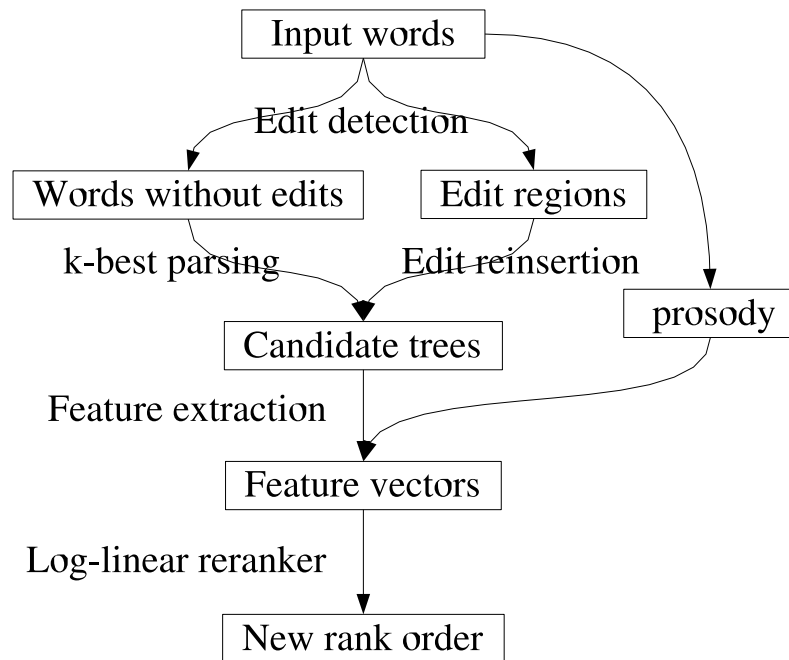 Input words
Edit detection
Words without edits
Edit regions
k-best parsing
Edit reinsertion
prosody
Candidate trees
Feature extraction
Feature vectors
Log-linear reranker
New rank order